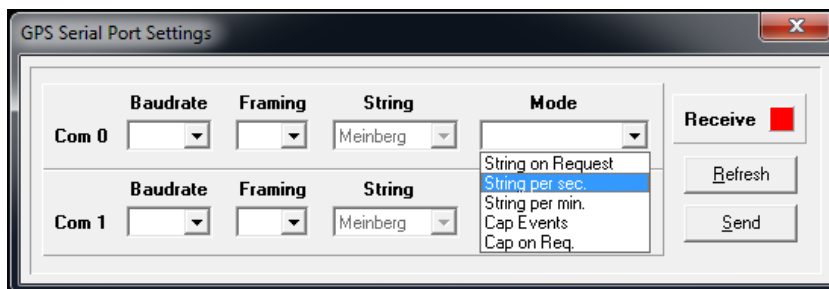 GPS Serial Port Settings
Baudrate Framing String Mode
Com 0 Meinberg
Receive
String on Request
String per sec.
String per min.
Cap Events
Cap on Req.
Refresh
Baudrate Framing String
Com 1 Meinberg
Send